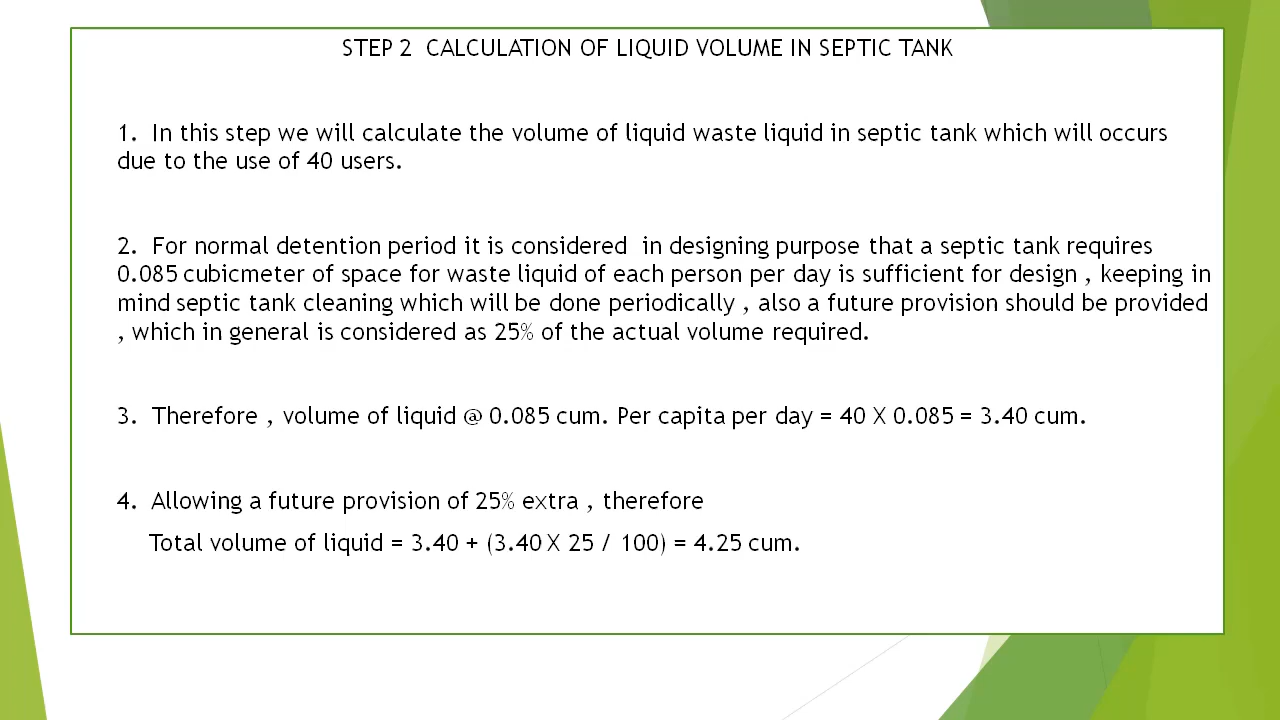 STEP 2  CALCULATION OF LIQUID VOLUME IN SEPTIC TANK
1.  In this step we will calculate the volume of liquid waste liquid in septic tank which will occurs
due to the use of 40 users.
2.  For normal detention period it is considered  in designing purpose that a septic tank requires
0.085 cubicmeter of space for waste liquid of each person per day is sufficient for design , keeping in
mind septic tank cleaning which will be done periodically , also a future provision should be provided
, which in general is considered as 25% of the actual volume required.
3.  Therefore , volume of liquid @ 0.085 cum. Per capita per day = 40 X 0.085 = 3.40 cum.
4.  Allowing a future provision of 25% extra , therefore
Total volume of liquid = 3.40 + (3.40 X 25 / 100) = 4.25 cum.